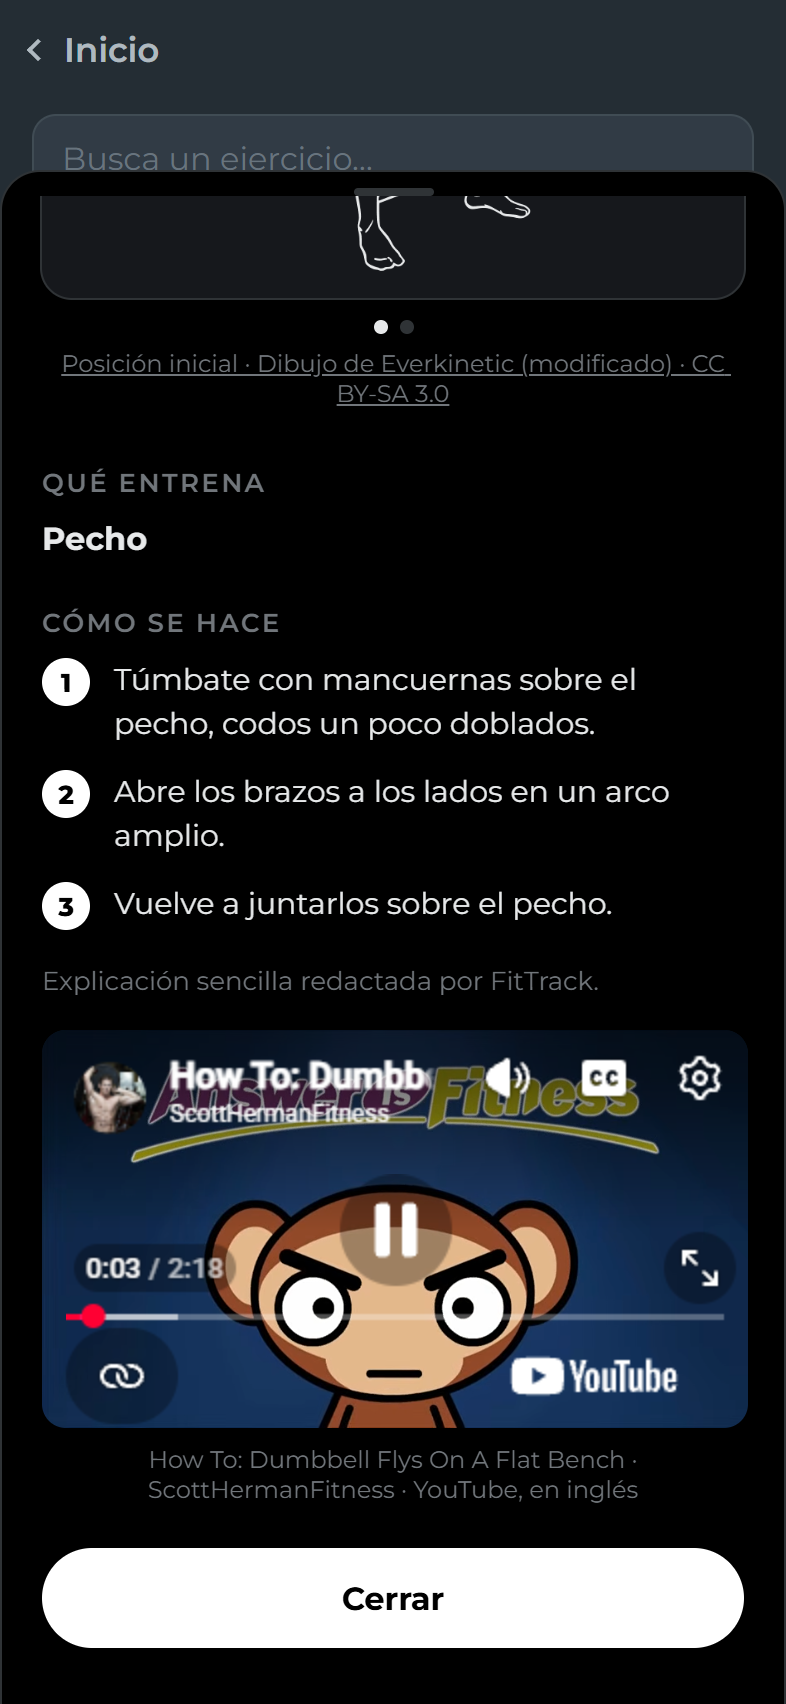 Inicio
Busca un ejercicio...
Posición inicial · Dibujo de Everkinetic (modificado) · CC
BY-SA 3.0
QUÉ ENTRENA
Pecho
CÓMO SE HACE
1 Túmbate con mancuernas sobre el
pecho, codos un poco doblados.
2 Abre los brazos a los lados en un arco
amplio.
3 Vuelve a juntarlos sobre el pecho.
Explicación sencilla redactada por FitTrack.
How To: Dumbb
CC
Answer is Fitness
ScottHermanFitness
0:03 / 2:18
YouTube
How To: Dumbbell Flys On A Flat Bench ·
ScottHermanFitness · YouTube, en inglés
Cerrar